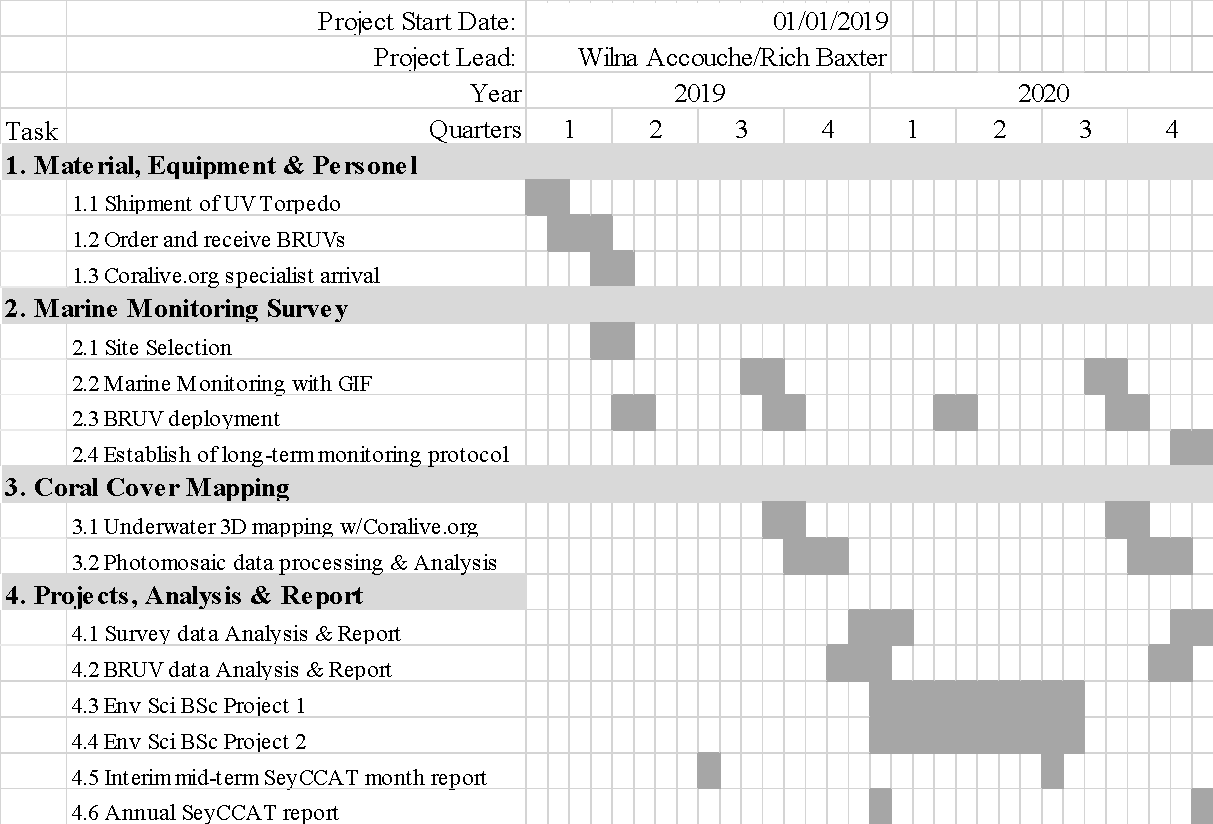 Project Start Date: 01/01/2019
Project Lead: Wilna Accouche/Rich Baxter
Year 2019 2020
Task Quarters 1 2 3 4 1 2 3 4
1. Material, Equipment & Personel
1.1 Shipment of UV Torpedo
1.2 Order and receive BRUVs
1.3 Coralive.org specialist arrival
2. Marine Monitoring Survey
2.1 Site Selection
2.2 Marine Monitoring with GIF
2.3 BRUV deployment
2.4 Establish of long-term monitoring protocol
3. Coral Cover Mapping
3.1 Underwater 3D mapping w/Coralive.org
3.2 Photomosaic data processing & Analysis
4. Projects, Analysis & Report
4.1 Survey data Analysis & Report
4.2 BRUV data Analysis & Report
4.3 Env Sci BSc Project 1
4.4 Env Sci BSc Project 2
4.5 Interim mid-term SeyCCAT month report
4.6 Annual SeyCCAT report